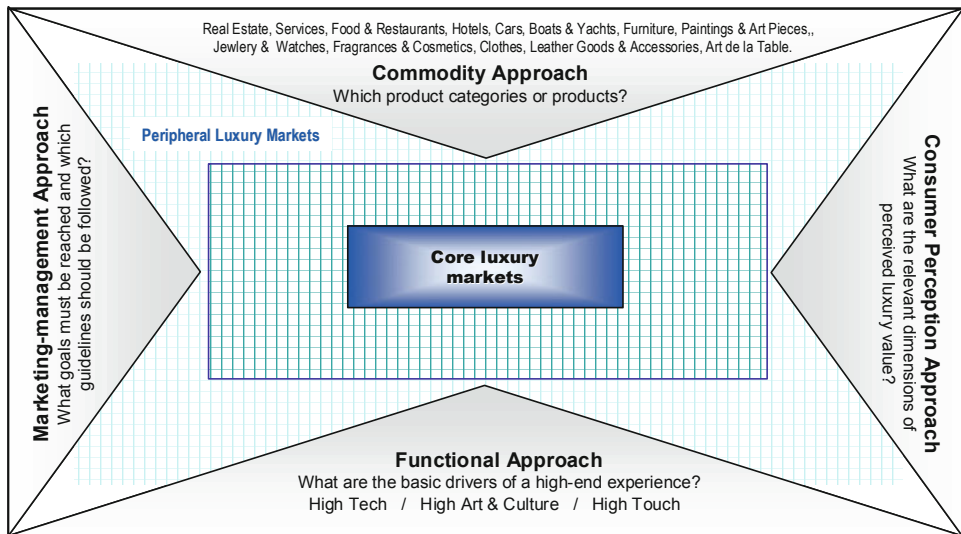 Real Estate, Services, Food & Restaurants, Hotels, Cars, Boats & Yachts, Furniture, Paintings & Art Pieces,,
Jewlery & Watches, Fragrances & Cosmetics, Clothes, Leather Goods & Accessories, Art de la Table.
Commodity Approach
Which product categories or products?
Peripheral Luxury Markets
Marketing-management Approach
What goals must be reached and which
guidelines should be followed?
Core luxury
markets
Consumer Perception Approach
What are the relevant dimensions of
perceived luxury value?
Functional Approach
What are the basic drivers of a high-end experience?
High Tech / High Art & Culture / High Touch